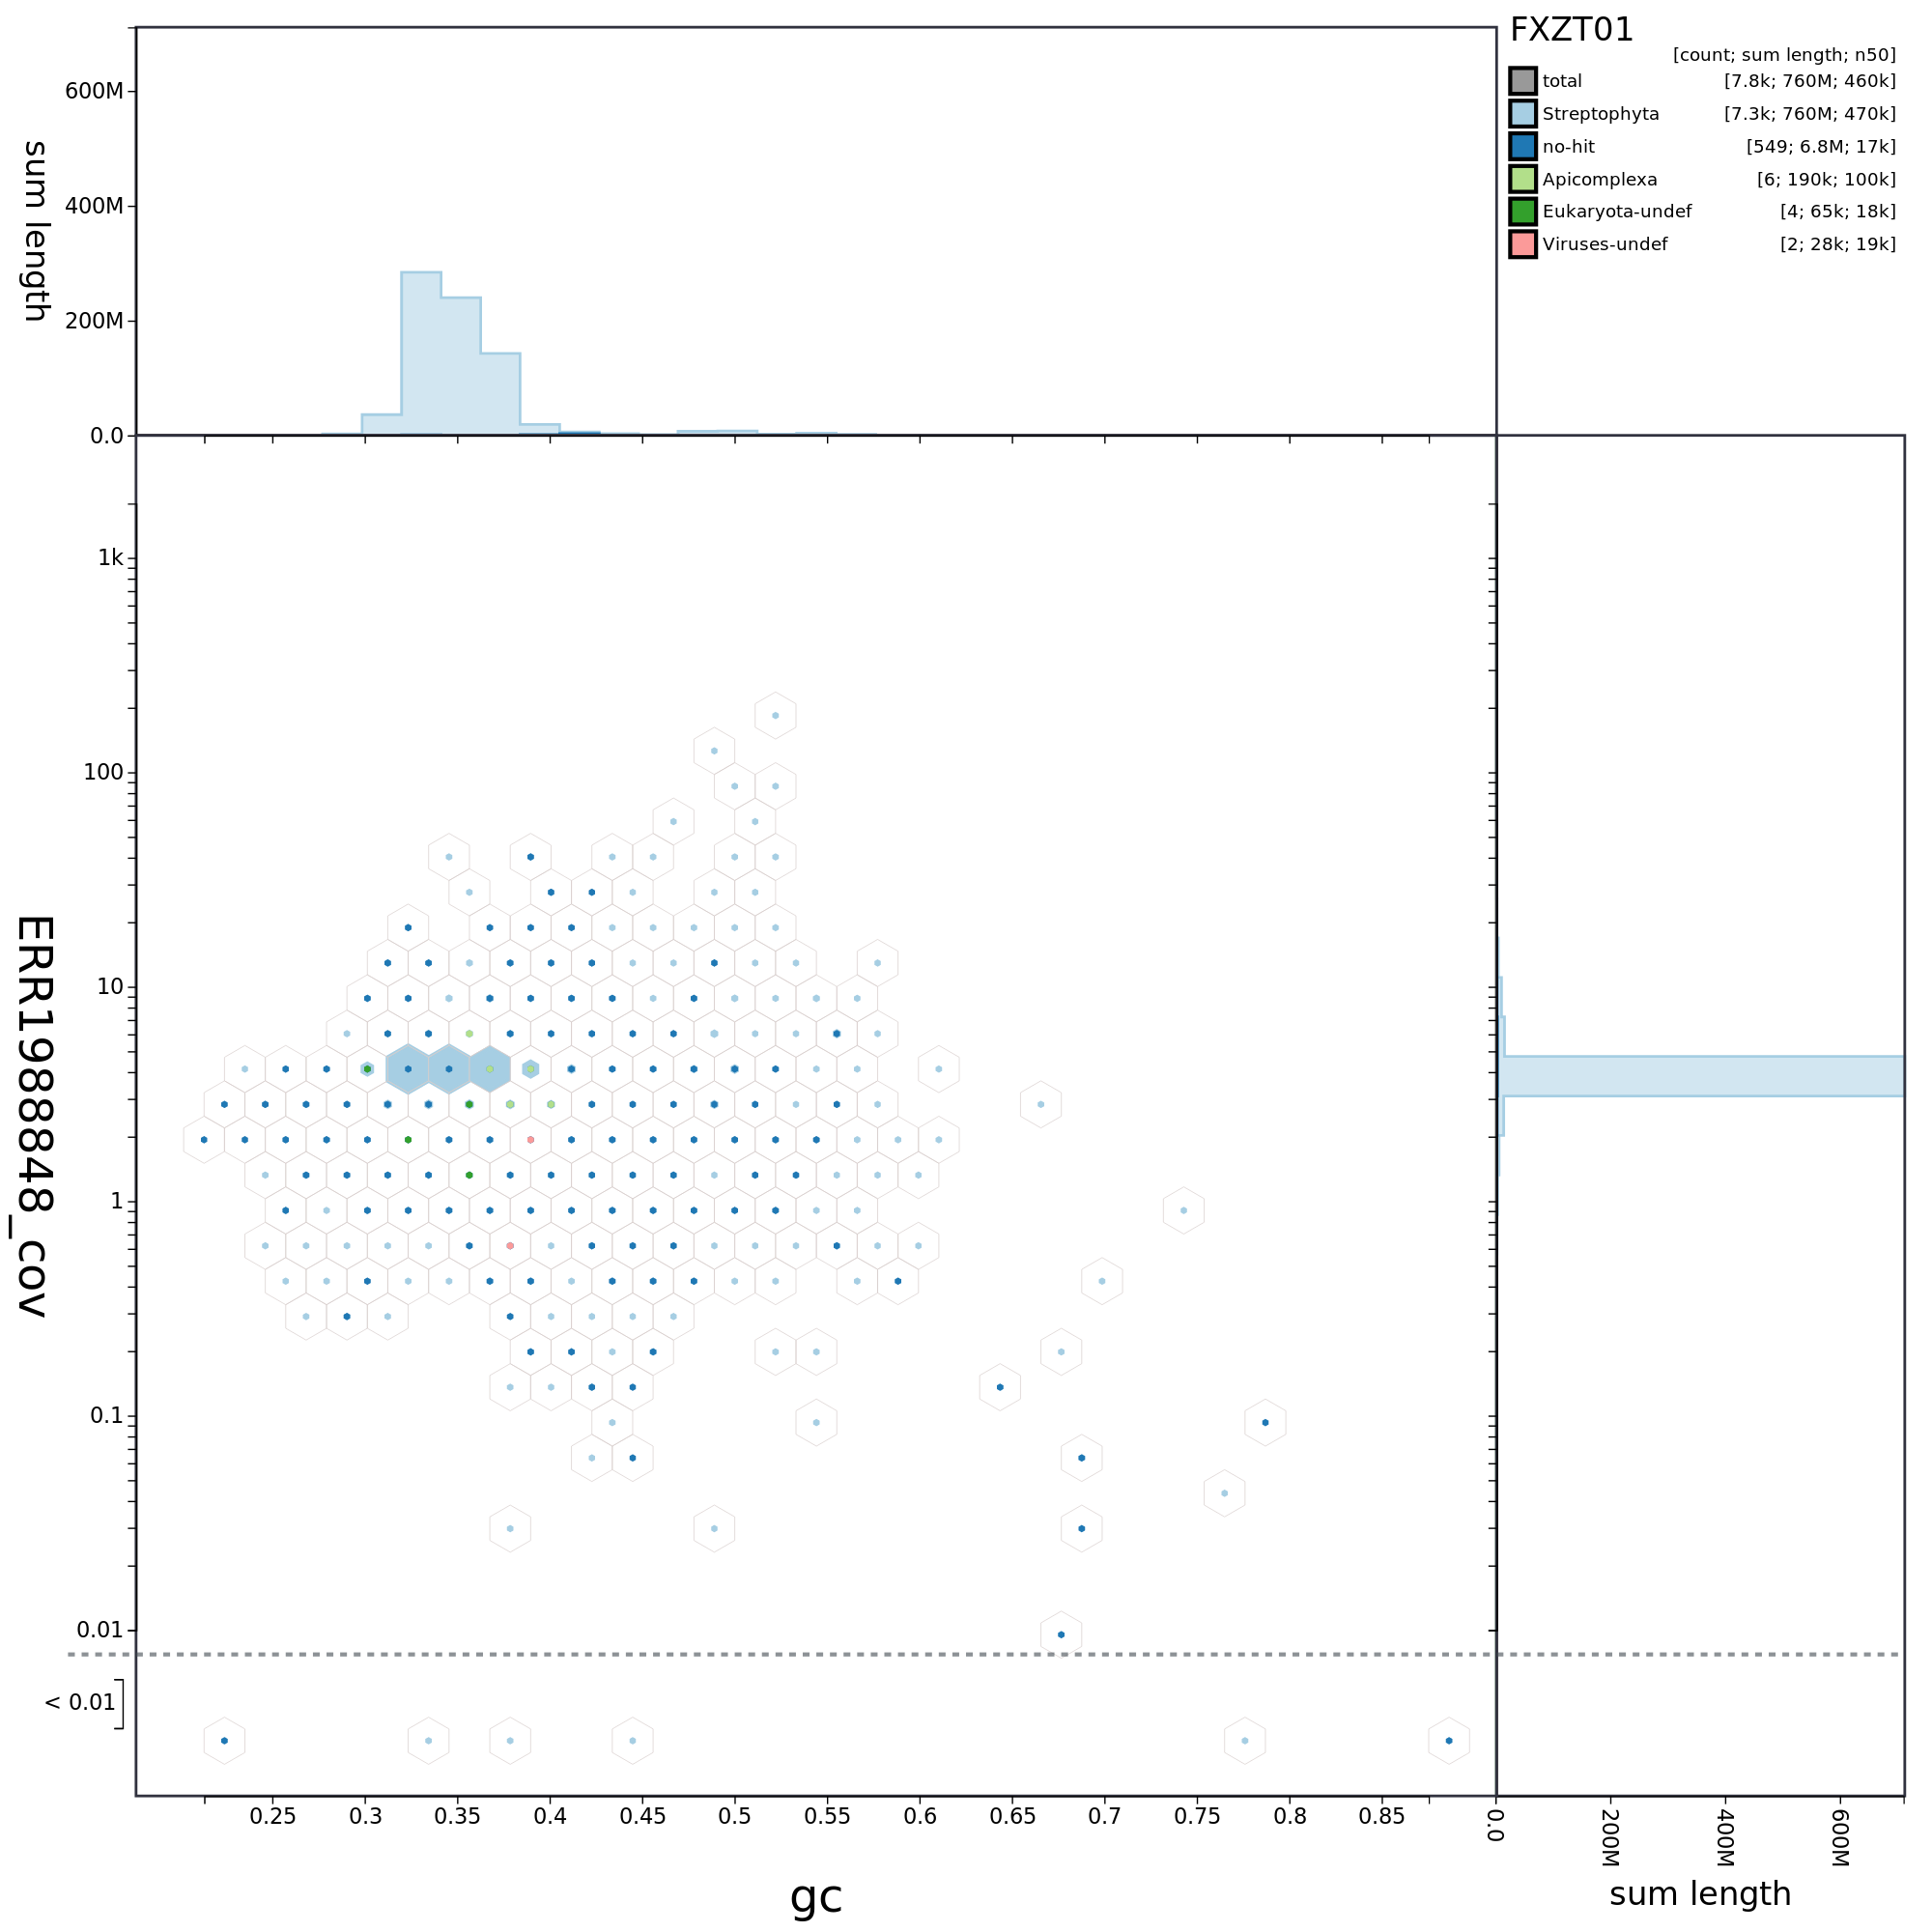 FXZT01
[count; sum length; n50]
total [7.8k; 760M; 460k]
Streptophyta [7.3k; 760M; 470k]
no-hit [549; 6.8M; 17k]
Apicomplexa [6; 190k; 100k]
Eukaryota-undef [4; 65k; 18k]
Viruses-undef [2; 28k; 19k]
sum length
600M
400M
200M
0.0
ERR1988848_cov
1k
100
10
1
0.1
0.01
< 0.01
0.25 0.3 0.35 0.4 0.45 0.5 0.55 0.6 0.65 0.7 0.75 0.8 0.85
gc
0.0 200M 400M 600M
sum length